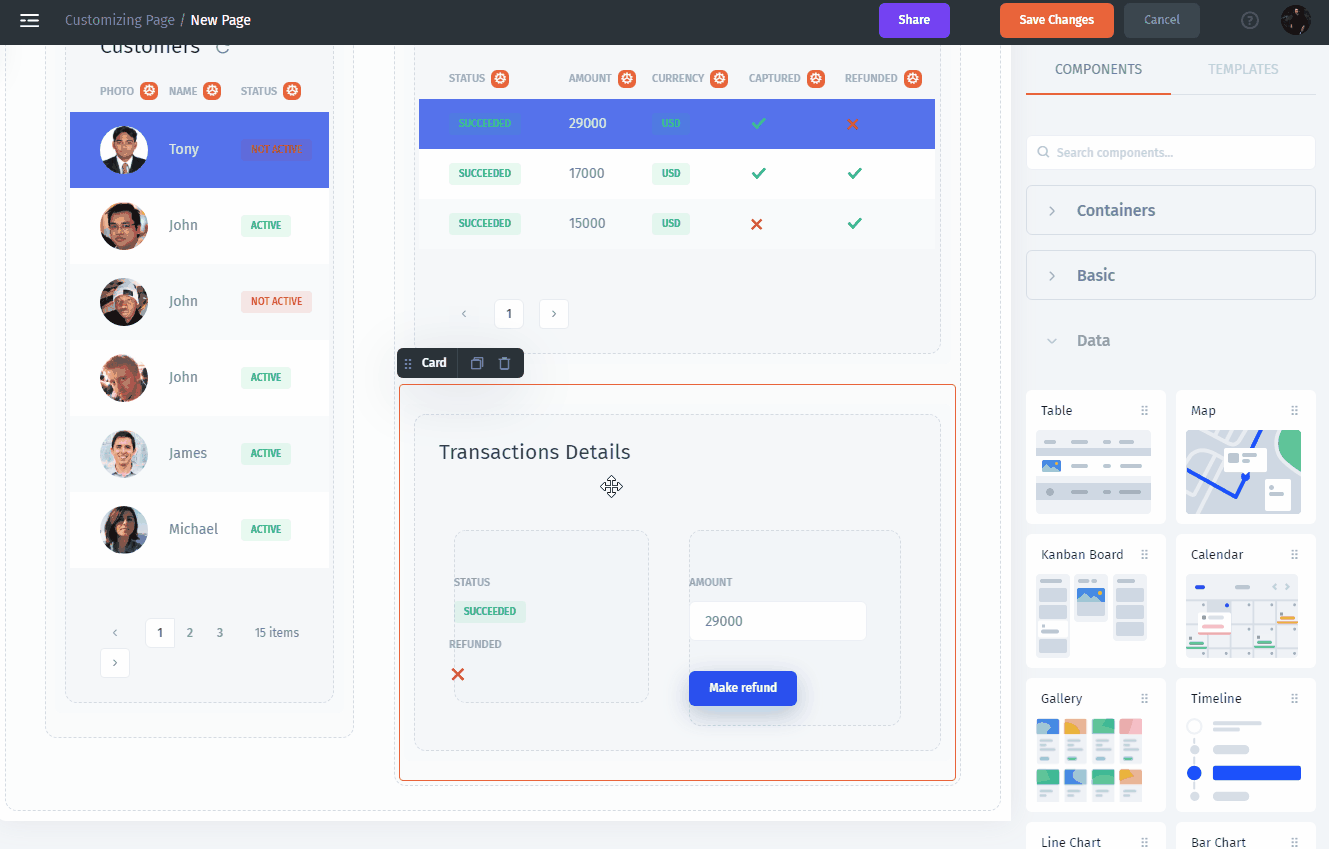 Customizing Page / New Page
Share
Save Changes
Cancel
?
Customers
PHOTO NAME STATUS
Tony NOT ACTIVE
John ACTIVE
John NOT ACTIVE
John ACTIVE
James ACTIVE
Michael ACTIVE
1 2 3 15 items
STATUS AMOUNT CURRENCY CAPTURED REFUNDED
SUCCEEDED 29000 USD
SUCCEEDED 17000 USD
SUCCEEDED 15000 USD
1
Card
Transactions Details
STATUS
SUCCEEDED
REFUNDED
AMOUNT
29000
Make refund
COMPONENTS TEMPLATES
Search components...
Containers
Basic
Data
Table Map
Kanban Board Calendar
Gallery Timeline
Line Chart Bar Chart